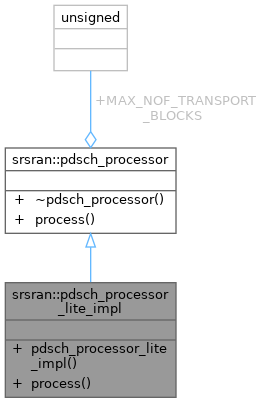 unsigned
+MAX_NOF_TRANSPORT
_BLOCKS
srsran::pdsch_processor
+ ~pdsch_processor()
+ process()
srsran::pdsch_processor
_lite_impl
+ pdsch_processor_lite
_impl()
+ process()